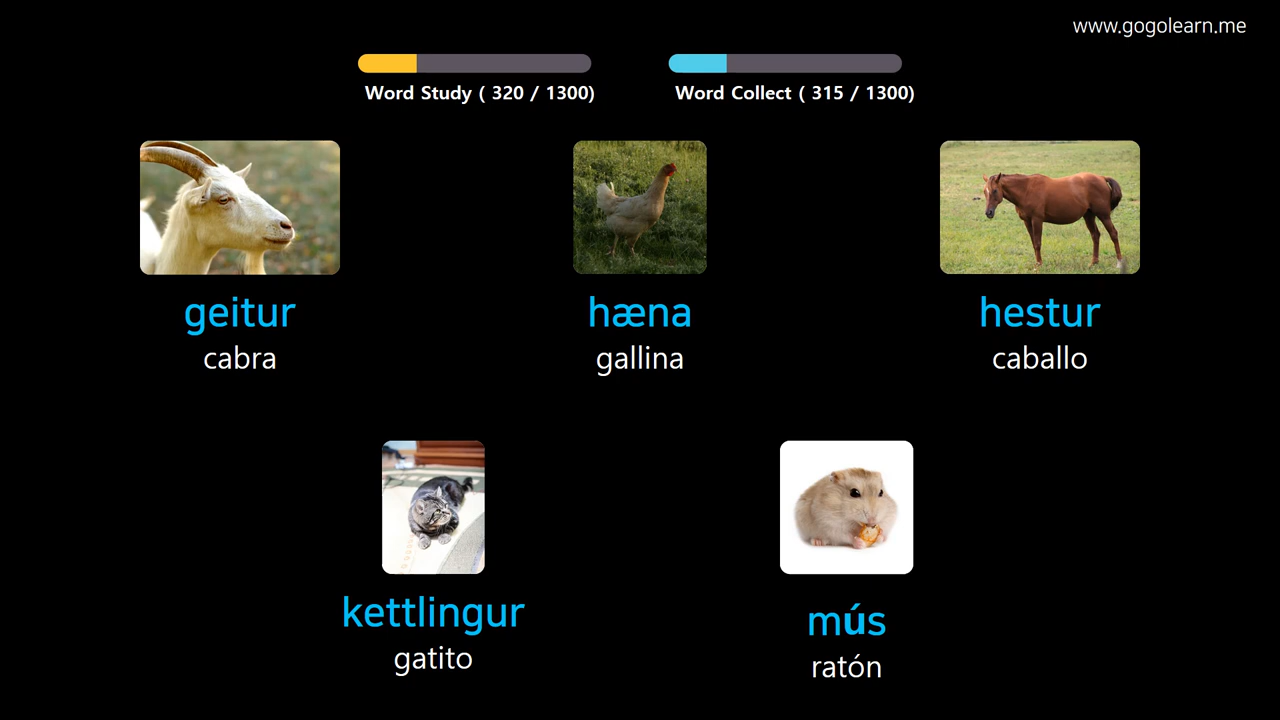 www.gogolearn.me
Word Study ( 320 / 1300)
Word Collect ( 315 / 1300)
geitur
cabra
hæna
gallina
hestur
caballo
kettlingur
gatito
mús
ratón